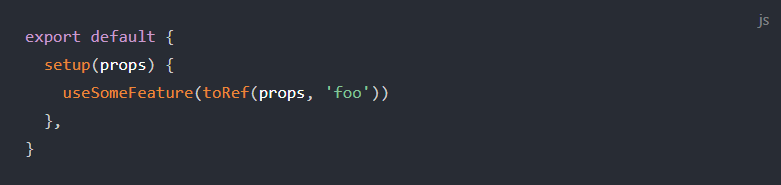 js
export default {
  setup(props) {
    useSomeFeature(toRef(props, 'foo'))
  },
}